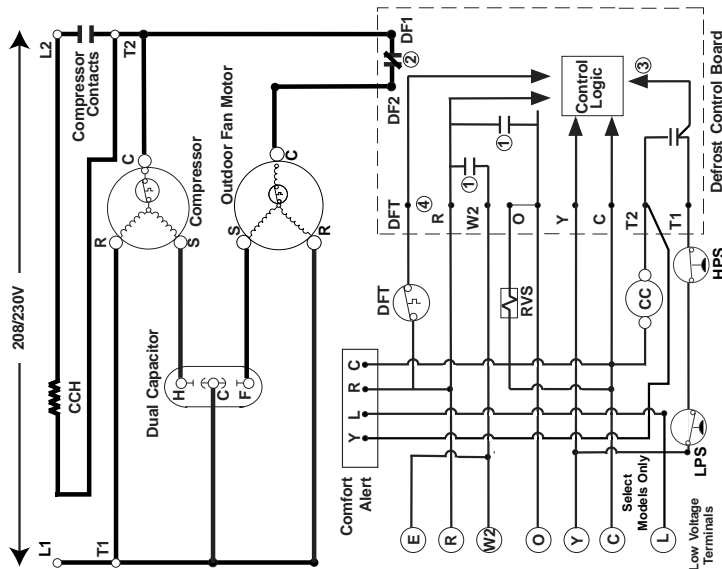 208/230V
L2
Compressor
Contacts
T2
DF1
②
DF2
CCH
C
Compressor
R
S
Outdoor Fan Motor
C
S
R
Dual Capacitor
H
C
F
L1
T1
Defrost Control Board
Control
Logic
③
①
①
DFT
④
R
W2
O
Y
C
T2
T1
DFT
RVS
CC
HPS
LPS
Comfort
Alert
C
R
L
Y
Select
Models Only
Low Voltage
Terminals
E
R
W2
O
Y
C
L